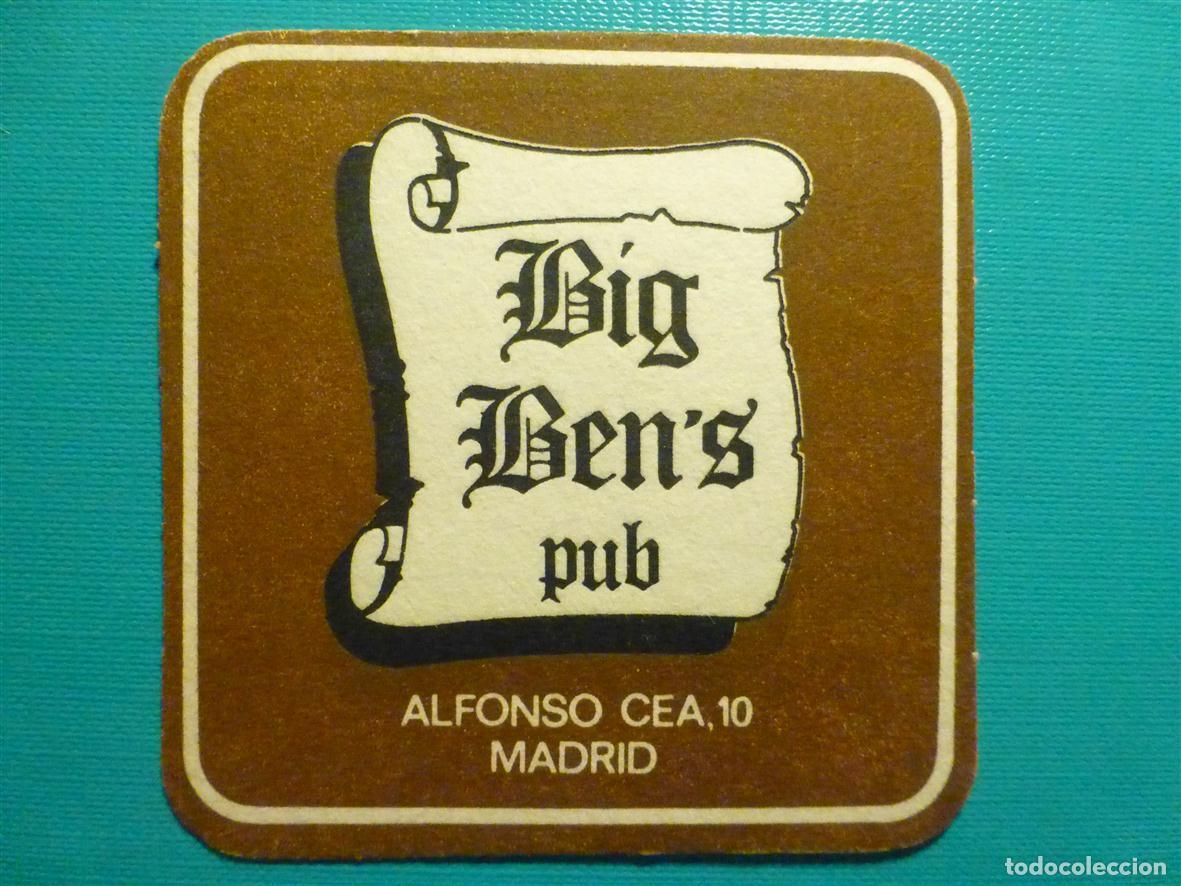 Big
Ben's
pub
ALFONSO CEA, 10
MADRID
todocoleccion